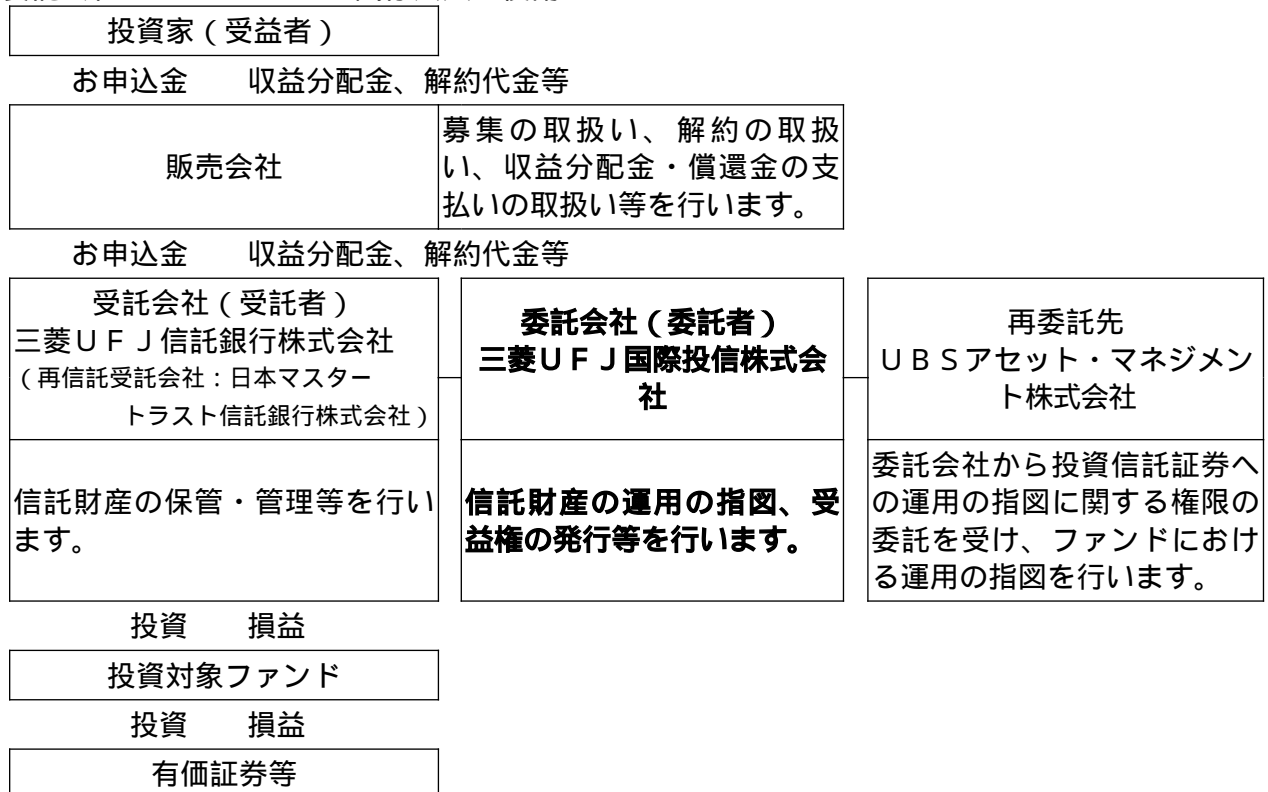 投資家（受益者）
お申込金　　収益分配金、解約代金等
販売会社
募集の取扱い、解約の取扱
い、収益分配金・償還金の支
払いの取扱い等を行います。
お申込金　　収益分配金、解約代金等
受託会社（受託者）
三菱ＵＦＪ信託銀行株式会社
（再信託受託会社：日本マスター
トラスト信託銀行株式会社）
委託会社（委託者）
三菱ＵＦＪ国際投信株式会
社
再委託先
ＵＢＳアセット・マネジメン
ト株式会社
信託財産の保管・管理等を行い
ます。
信託財産の運用の指図、受
益権の発行等を行います。
委託会社から投資信託証券へ
の運用の指図に関する権限の
委託を受け、ファンドにおけ
る運用の指図を行います。
投資　　損益
投資対象ファンド
投資　　損益
有価証券等